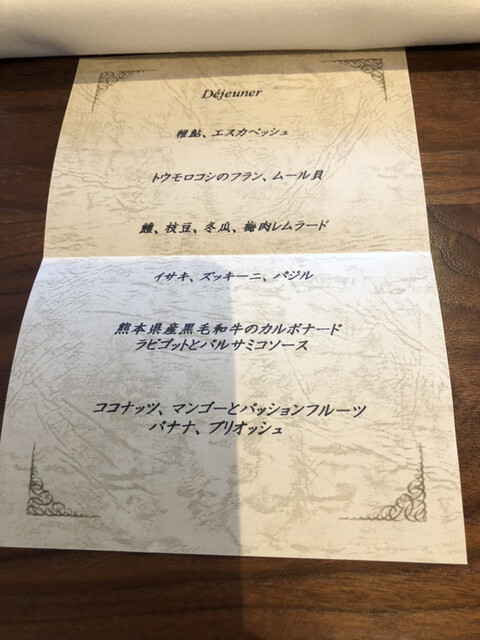 Déjeuner
稚鮎、エスカベッシュ
トウモロコシのフラン、ムール貝
鱧、枝豆、冬瓜、梅肉レムラード
イサキ、ズッキーニ、バジル
熊本県産黒毛和牛のカルボナード
ラビゴットとバルサミコソース
ココナッツ、マンゴーとパッションフルーツ
バナナ、ブリオッシュ